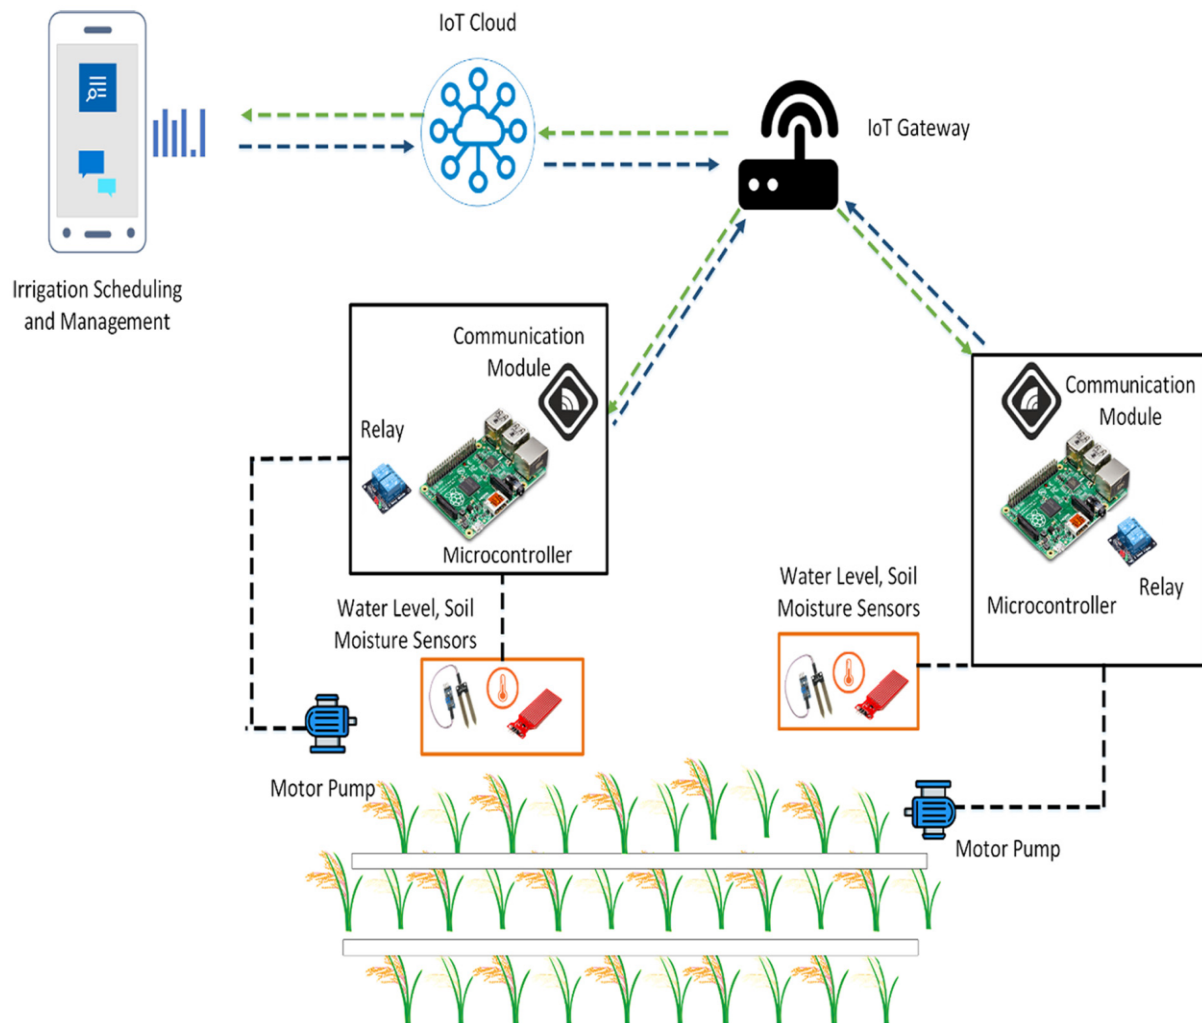 IoT Cloud
IoT Gateway
Irrigation Scheduling
and Management
Communication
Module
Relay
Microcontroller
Communication
Module
Microcontroller
Relay
Water Level, Soil
Moisture Sensors
Water Level, Soil
Moisture Sensors
Motor Pump
Motor Pump